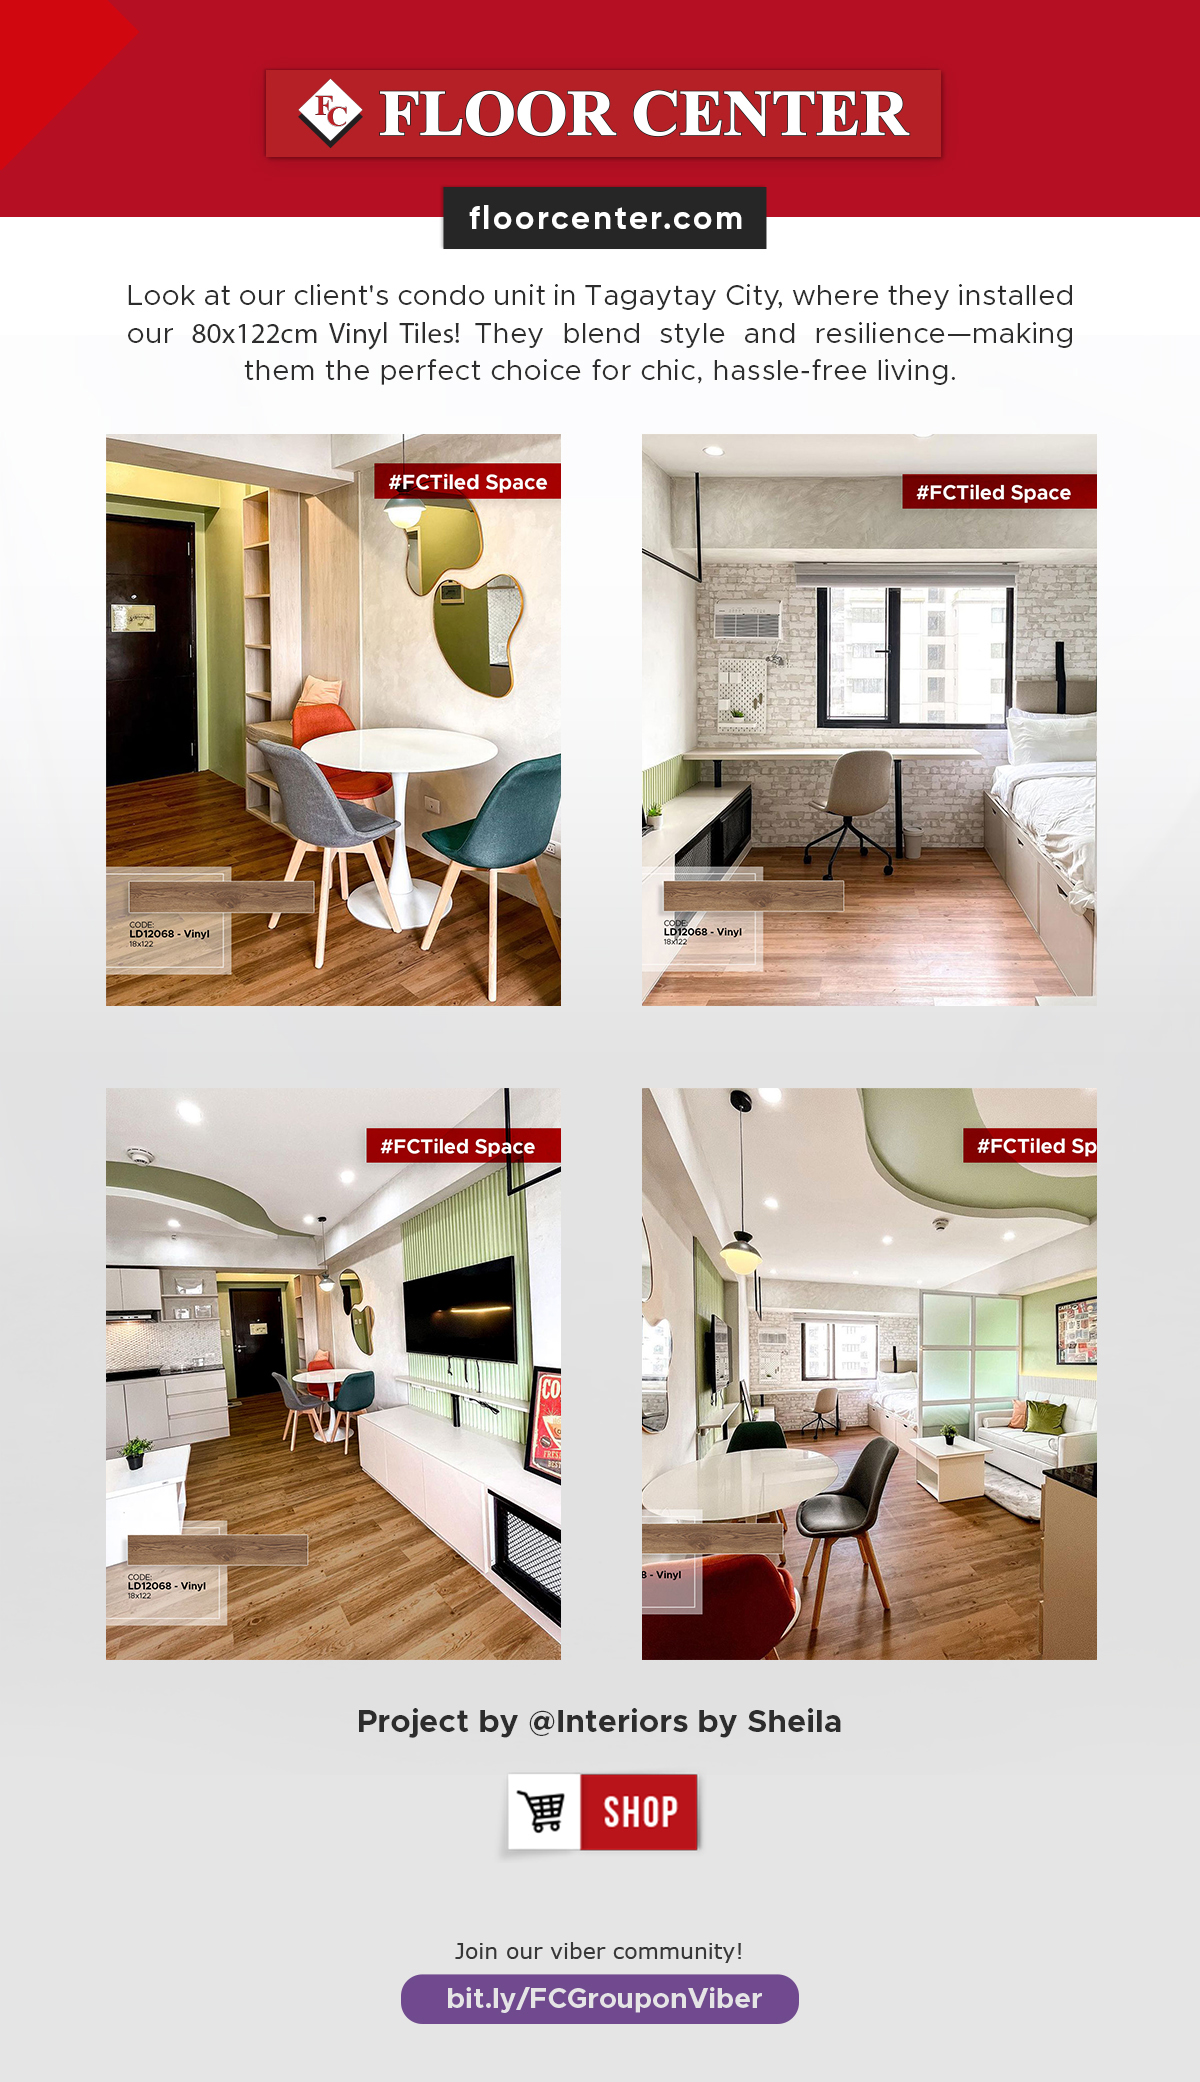 FC FLOOR CENTER
floorcenter.com
Look at our client's condo unit in Tagaytay City, where they installed
our 80x122cm Vinyl Tiles! They blend style and resilience—making
them the perfect choice for chic, hassle-free living.
#FCTiled Space
CODE:
LD12068 - Vinyl
18x122
#FCTiled Space
CODE:
LD12068 - Vinyl
18x122
#FCTiled Space
CODE:
LD12068 - Vinyl
18x122
#FCTiled Sp
8 - Vinyl
Project by @Interiors by Sheila
SHOP
Join our viber community!
bit.ly/FCGrouponViber